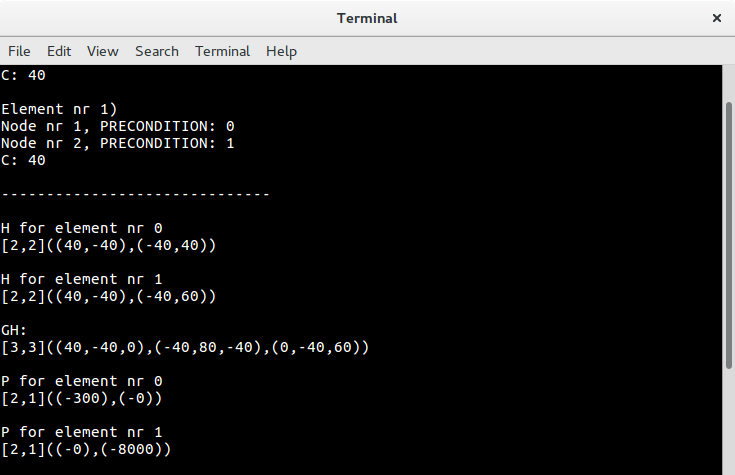 Terminal
File Edit View Search Terminal Help
C: 40
Element nr 1)
Node nr 1, PRECONDITION: 0
Node nr 2, PRECONDITION: 1
C: 40
------------------------------
H for element nr 0
[2,2]((40,-40),(-40,40))
H for element nr 1
[2,2]((40,-40),(-40,60))
GH:
[3,3]((40,-40,0),(-40,80,-40),(0,-40,60))
P for element nr 0
[2,1]((-300),(-0))
P for element nr 1
[2,1]((-0),(-8000))